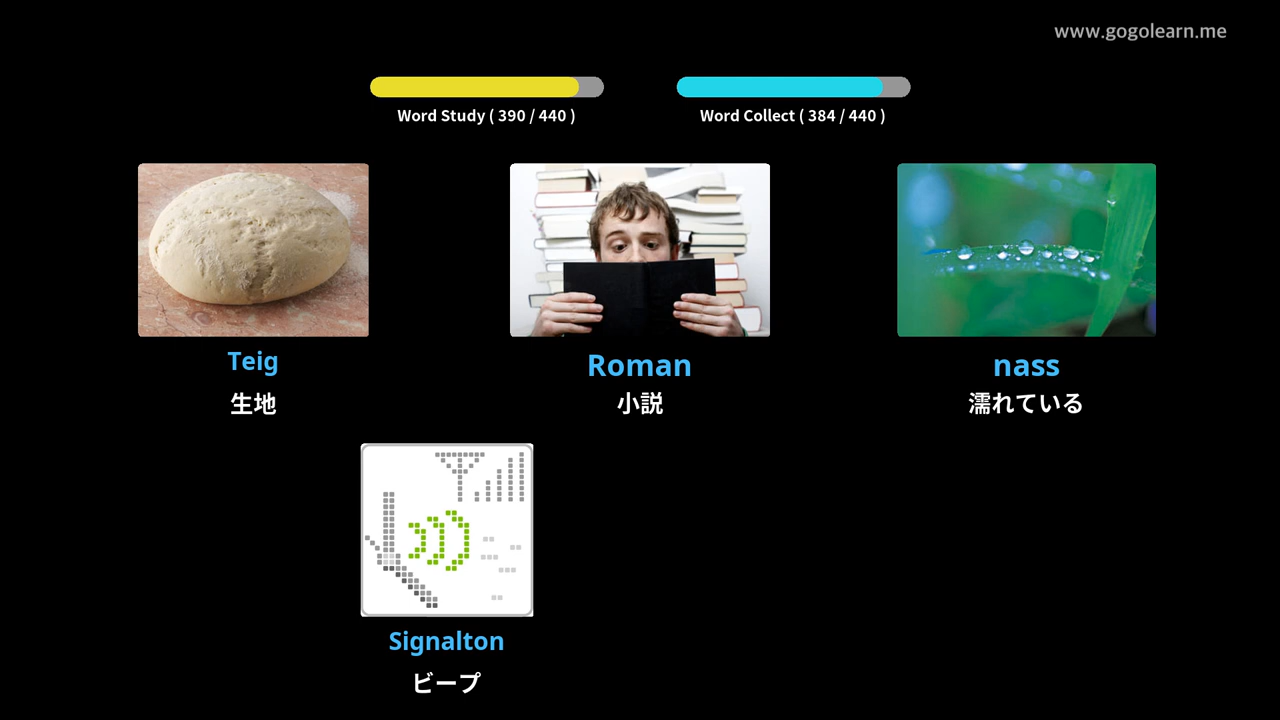 www.gogolearn.me
Word Study ( 390 / 440 )
Word Collect ( 384 / 440 )
Teig
生地
Roman
小説
nass
濡れている
Signalton
ビープ